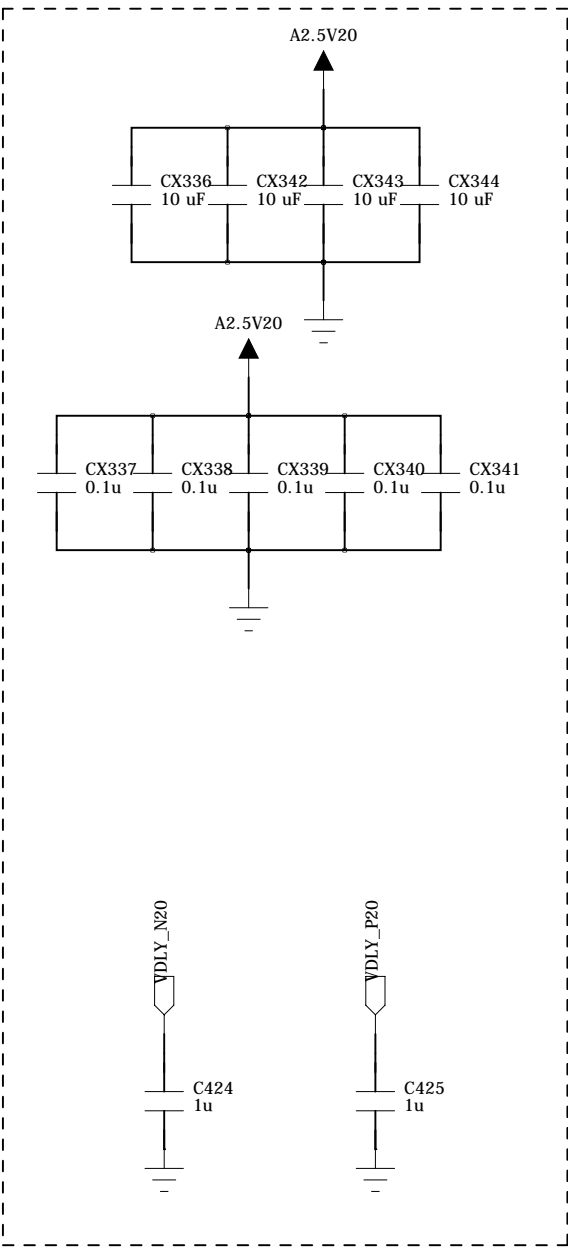 A2.5V20
CX336 CX342 CX343 CX344
10 uF 10 uF 10 uF 10 uF
A2.5V20
CX337 CX338 CX339 CX340 CX341
0.1u 0.1u 0.1u 0.1u 0.1u
VDLY_N20 VDLY_P20
C424 C425
1u 1u